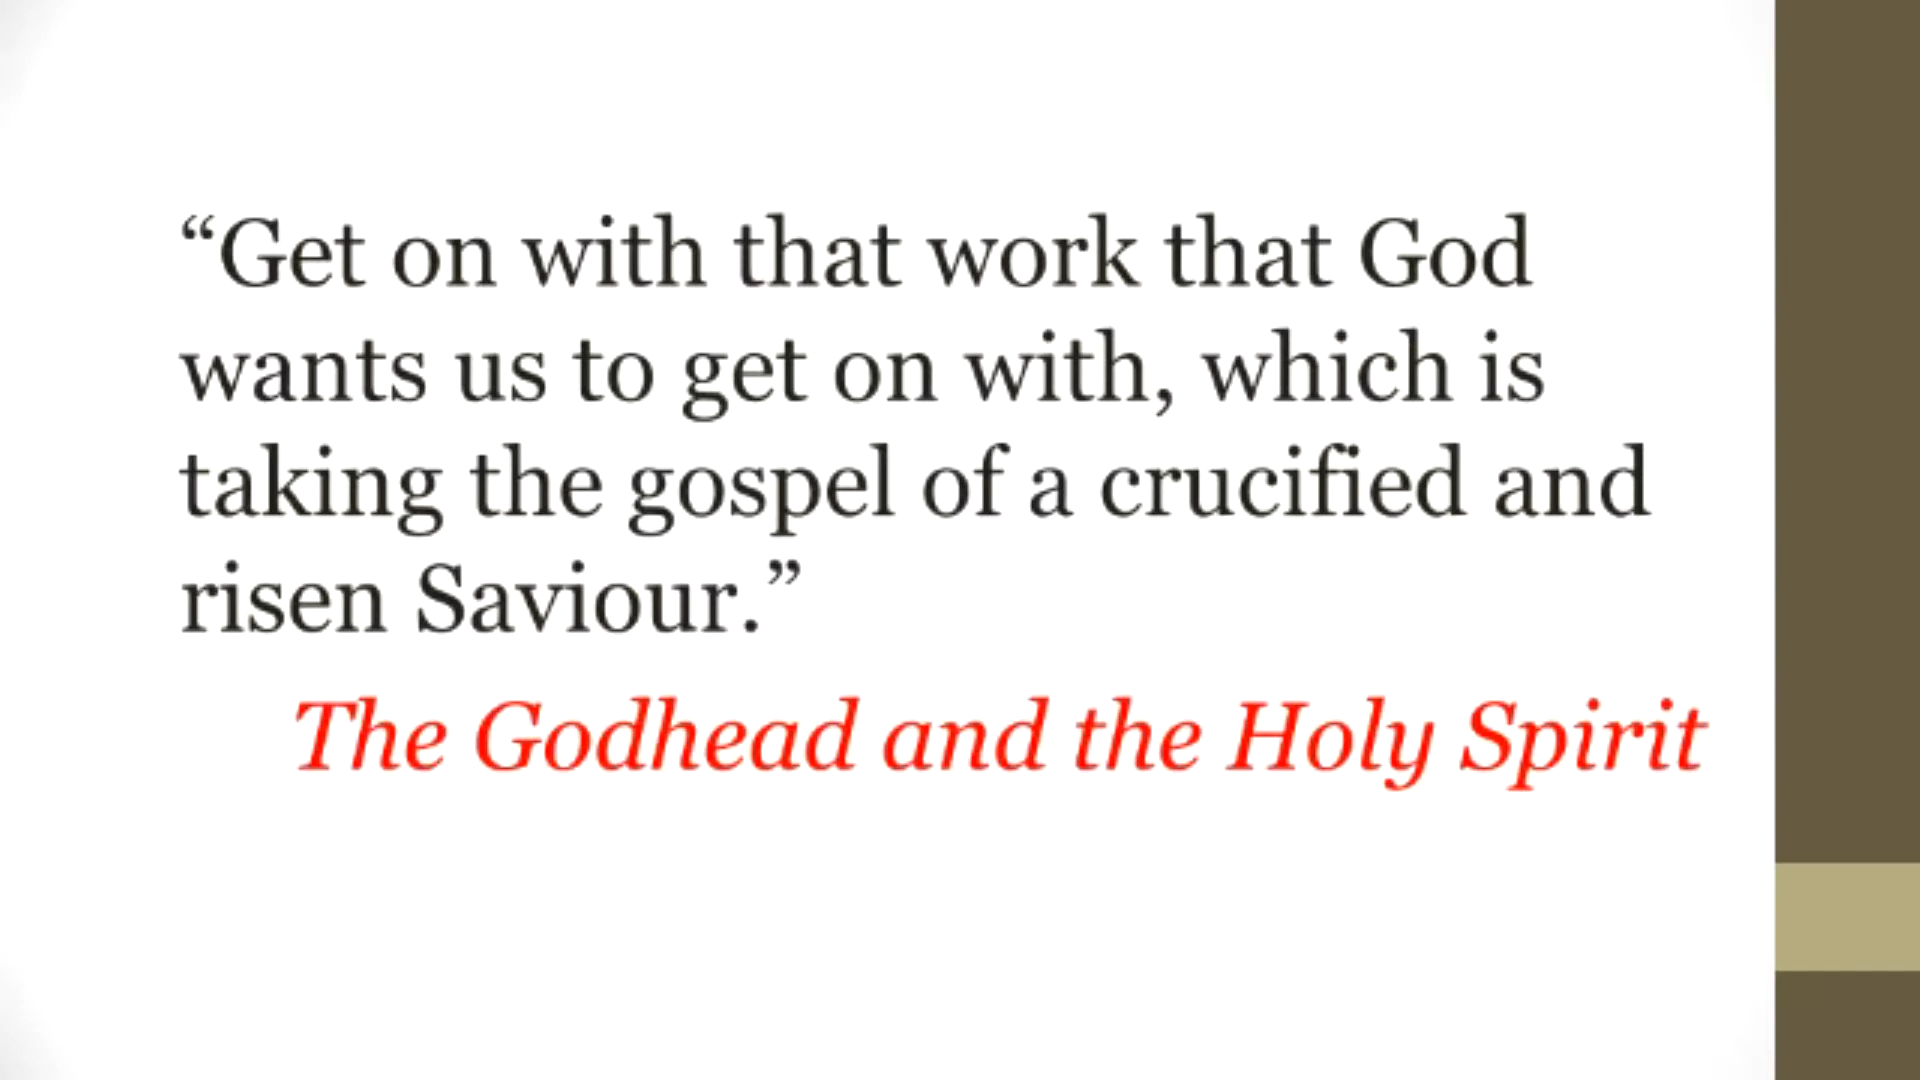 “Get on with that work that God
wants us to get on with, which is
taking the gospel of a crucified and
risen Saviour.”
The Godhead and the Holy Spirit